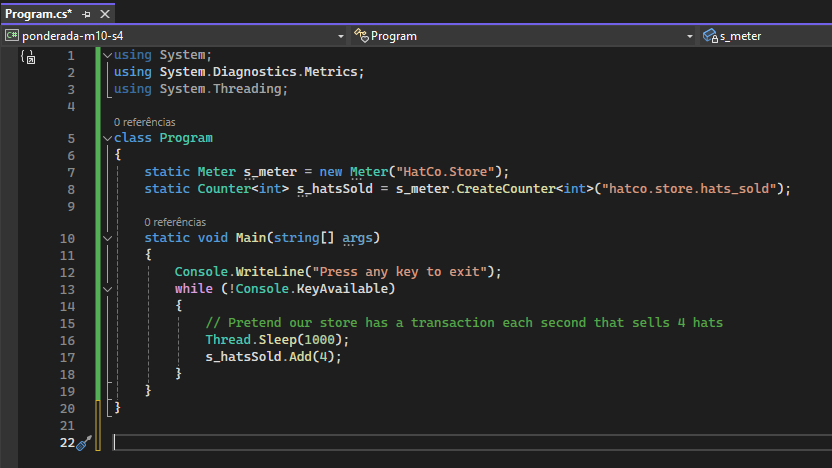 Program.cs*
C# ponderada-m10-s4 Program s_meter
1 using System;
2 using System.Diagnostics.Metrics;
3 using System.Threading;
4
0 referências
5 class Program
6 {
7 static Meter s_meter = new Meter("HatCo.Store");
8 static Counter<int> s_hatsSold = s_meter.CreateCounter<int>("hatco.store.hats_sold");
9
0 referências
10 static void Main(string[] args)
11 {
12 Console.WriteLine("Press any key to exit");
13 while (!Console.KeyAvailable)
14 {
15 // Pretend our store has a transaction each second that sells 4 hats
16 Thread.Sleep(1000);
17 s_hatsSold.Add(4);
18 }
19 }
20 }
21
22